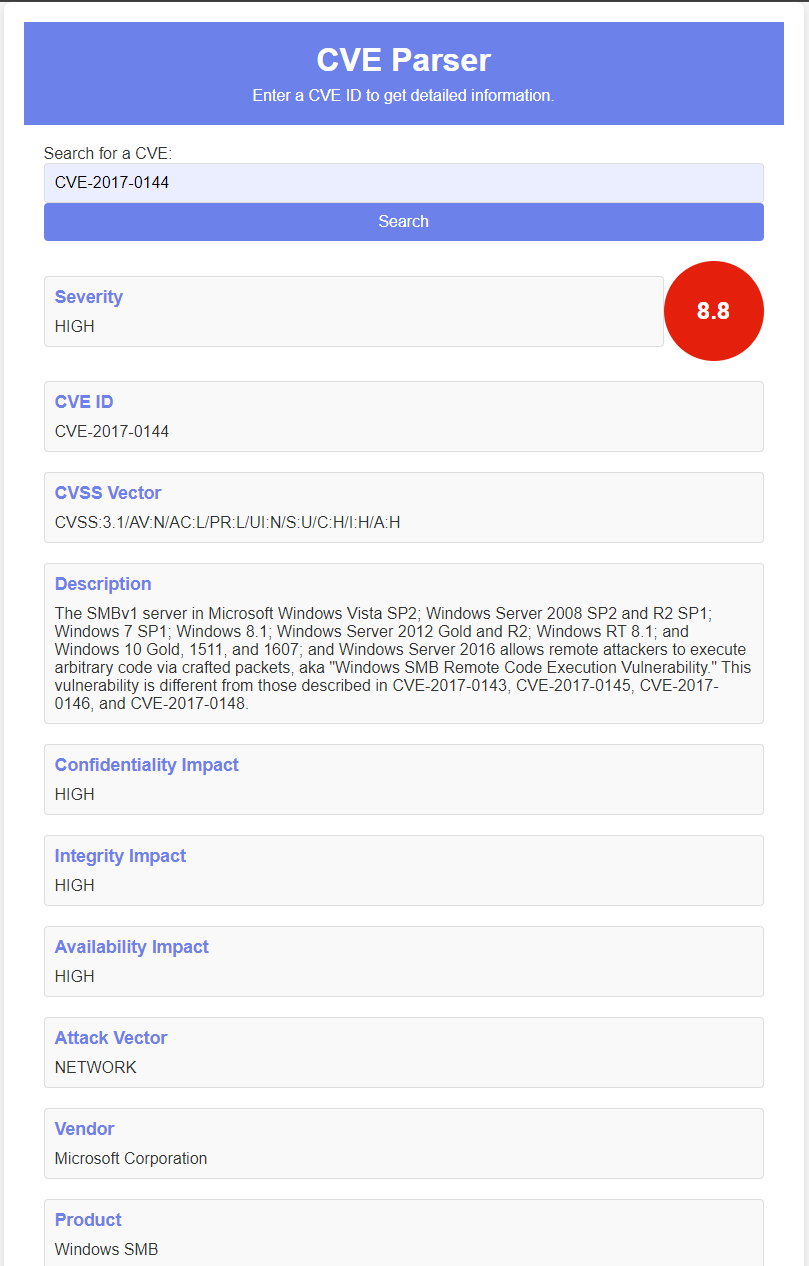 CVE Parser
Enter a CVE ID to get detailed information.
Search for a CVE:
CVE-2017-0144
Search
Severity
HIGH
8.8
CVE ID
CVE-2017-0144
CVSS Vector
CVSS:3.1/AV:N/AC:L/PR:L/UI:N/S:U/C:H/I:H/A:H
Description
The SMBv1 server in Microsoft Windows Vista SP2; Windows Server 2008 SP2 and R2 SP1;
Windows 7 SP1; Windows 8.1; Windows Server 2012 Gold and R2; Windows RT 8.1; and
Windows 10 Gold, 1511, and 1607; and Windows Server 2016 allows remote attackers to execute
arbitrary code via crafted packets, aka "Windows SMB Remote Code Execution Vulnerability." This
vulnerability is different from those described in CVE-2017-0143, CVE-2017-0145, CVE-2017-
0146, and CVE-2017-0148.
Confidentiality Impact
HIGH
Integrity Impact
HIGH
Availability Impact
HIGH
Attack Vector
NETWORK
Vendor
Microsoft Corporation
Product
Windows SMB